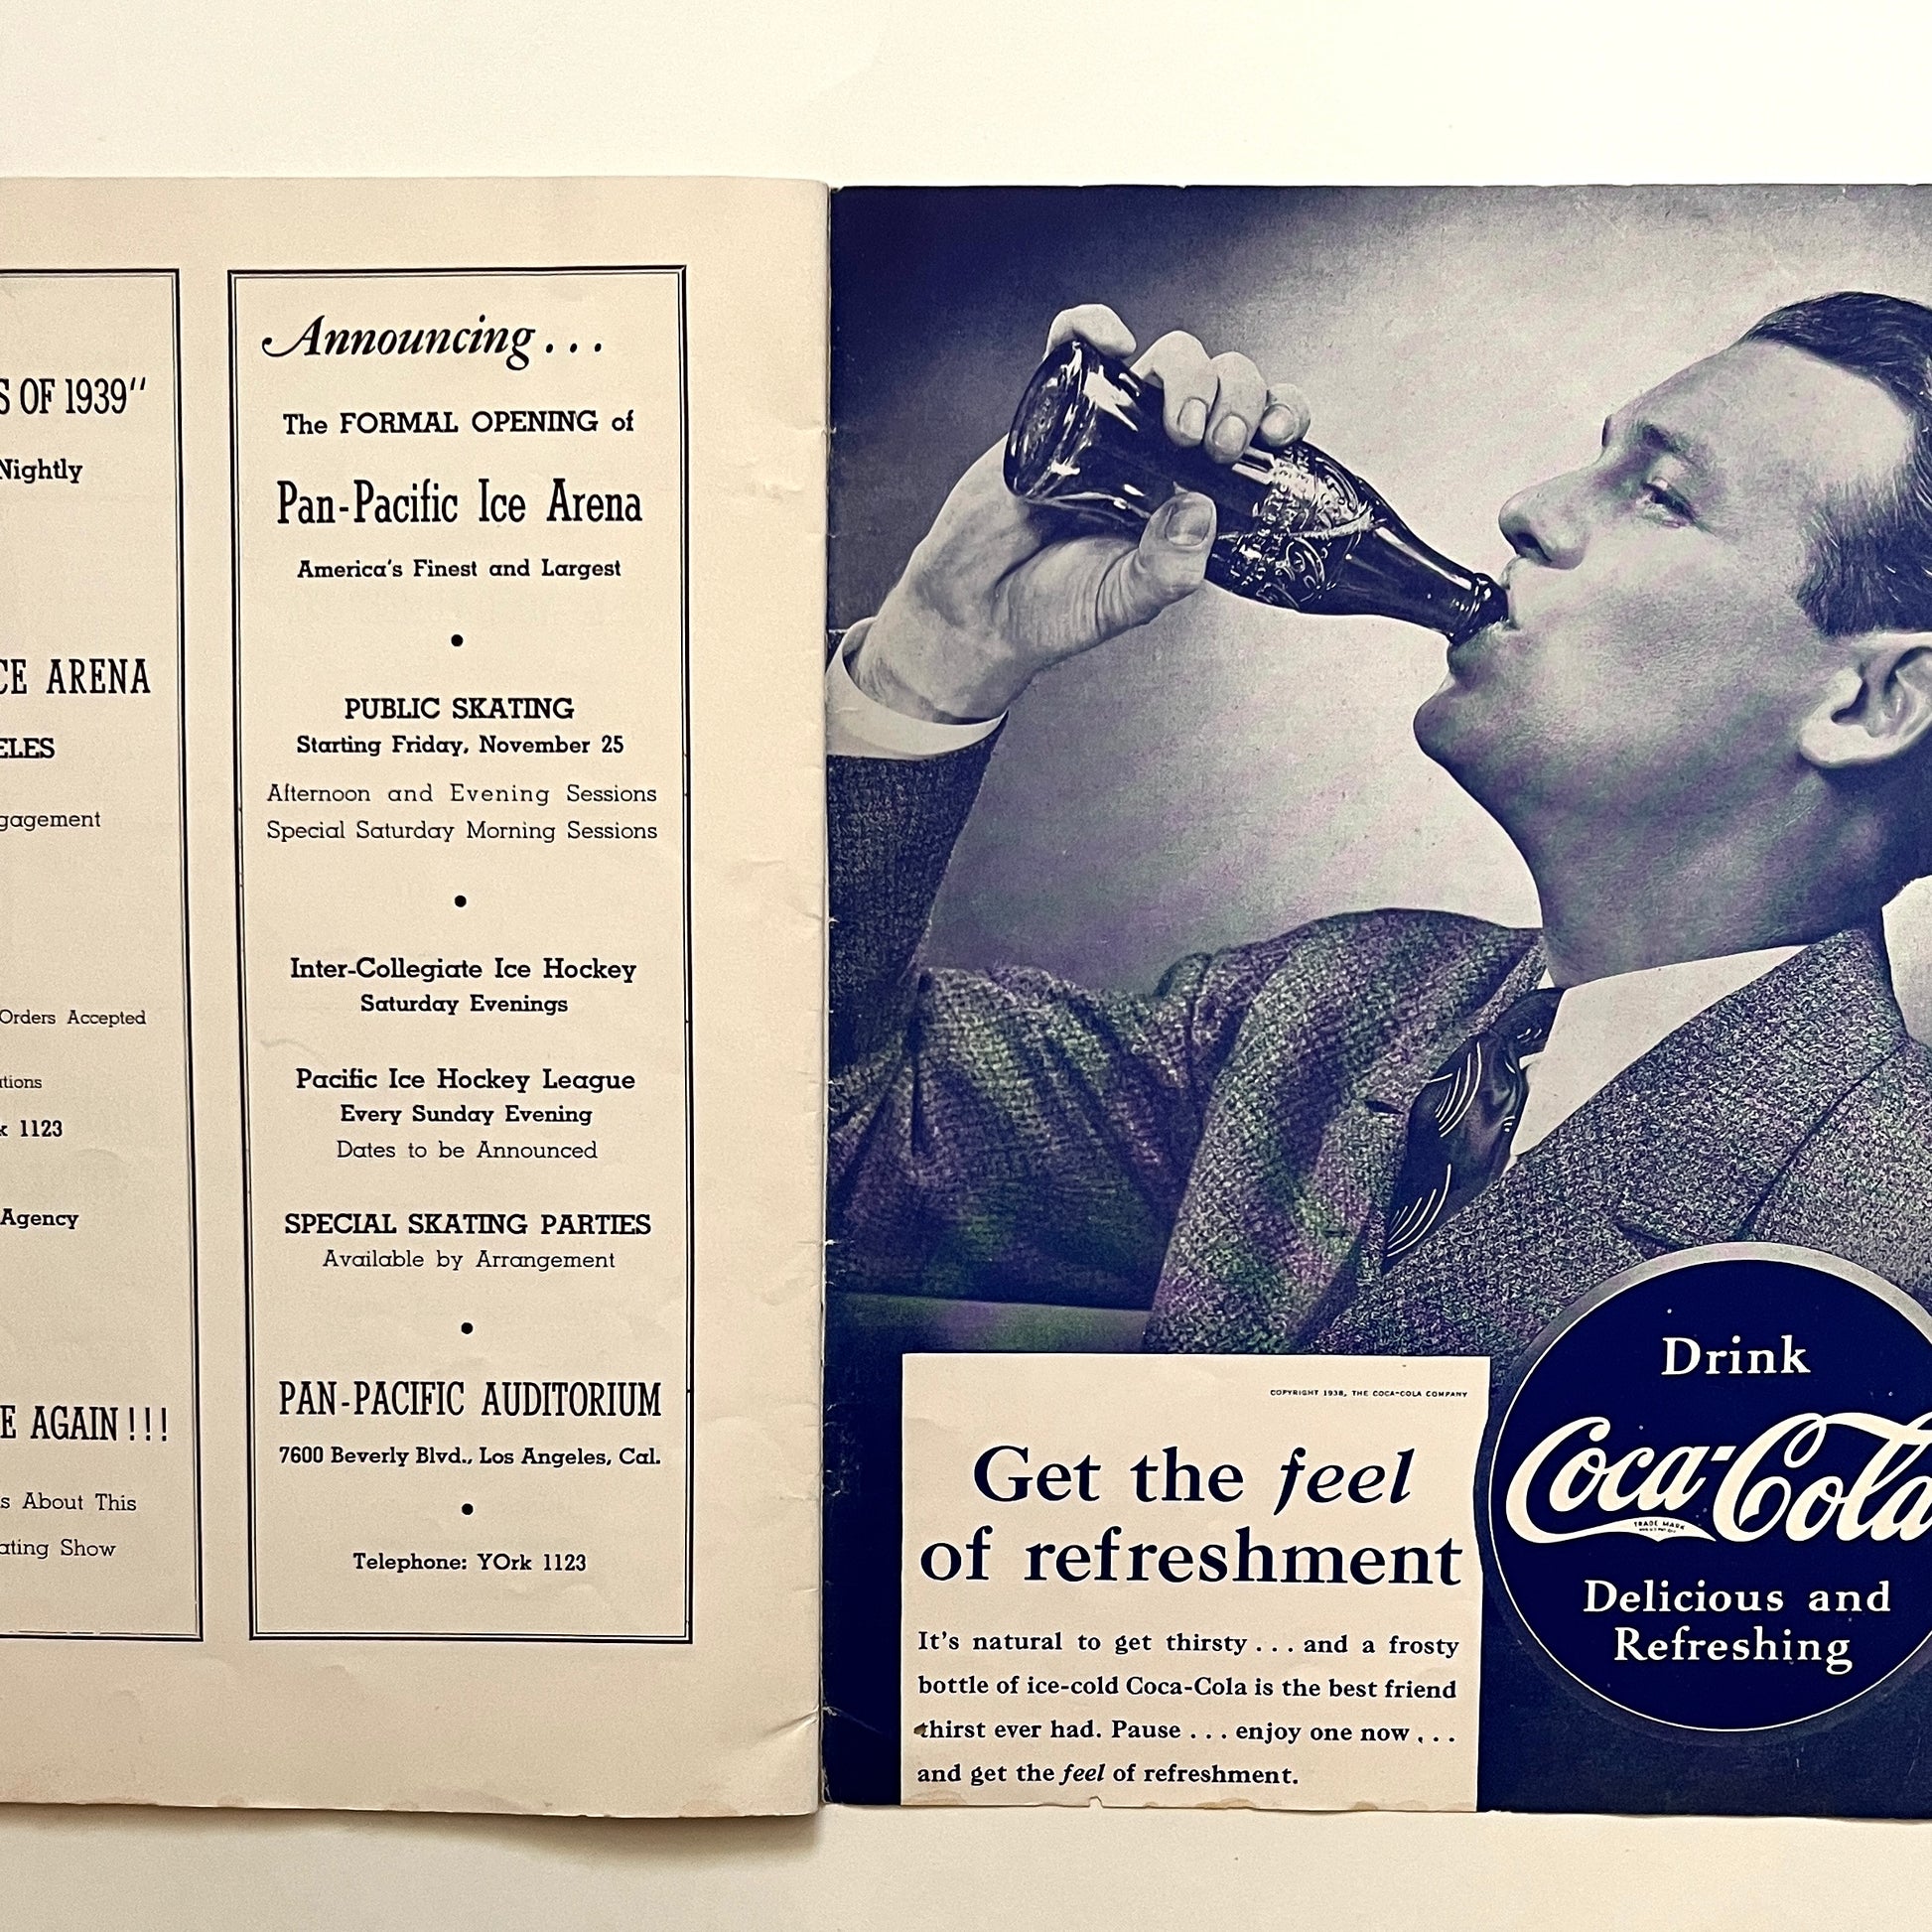 S OF 1939"
Nightly
CE ARENA
ELES
gagement
Orders Accepted
ations
k 1123
Agency
E AGAIN!!!
s About This
ating Show
Announcing...
The FORMAL OPENING of
Pan-Pacific Ice Arena
America's Finest and Largest
PUBLIC SKATING
Starting Friday, November 25
Afternoon and Evening Sessions
Special Saturday Morning Sessions
Inter-Collegiate Ice Hockey
Saturday Evenings
Pacific Ice Hockey League
Every Sunday Evening
Dates to be Announced
SPECIAL SKATING PARTIES
Available by Arrangement
PAN-PACIFIC AUDITORIUM
7600 Beverly Blvd., Los Angeles, Cal.
Telephone: YOrk 1123
COPYRIGHT 1938, THE COCA-COLA COMPANY
Get the feel
of refreshment
It's natural to get thirsty... and a frosty
bottle of ice-cold Coca-Cola is the best friend
thirst ever had. Pause... enjoy one now...
and get the feel of refreshment.
Drink
Coca-Cola
TRADE MARK
Delicious and
Refreshing